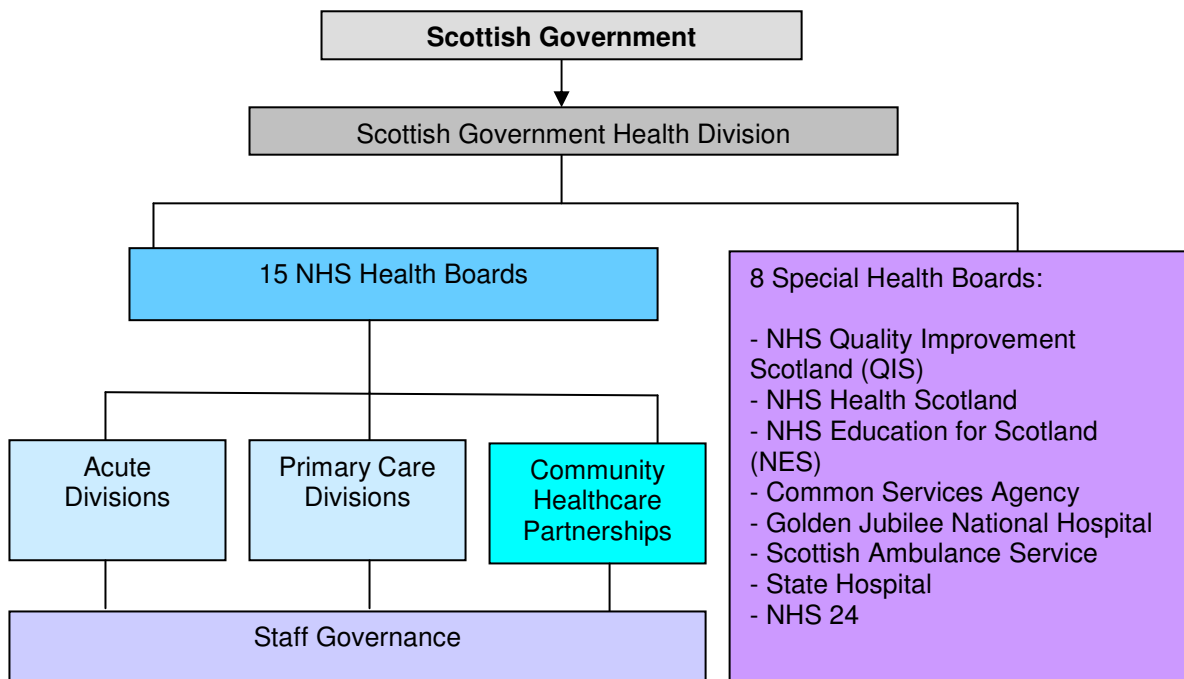 Scottish Government
Scottish Government Health Division
15 NHS Health Boards
8 Special Health Boards:
- NHS Quality Improvement
Scotland (QIS)
- NHS Health Scotland
- NHS Education for Scotland
(NES)
- Common Services Agency
- Golden Jubilee National Hospital
- Scottish Ambulance Service
- State Hospital
- NHS 24
Acute
Divisions
Primary Care
Divisions
Community
Healthcare
Partnerships
Staff Governance